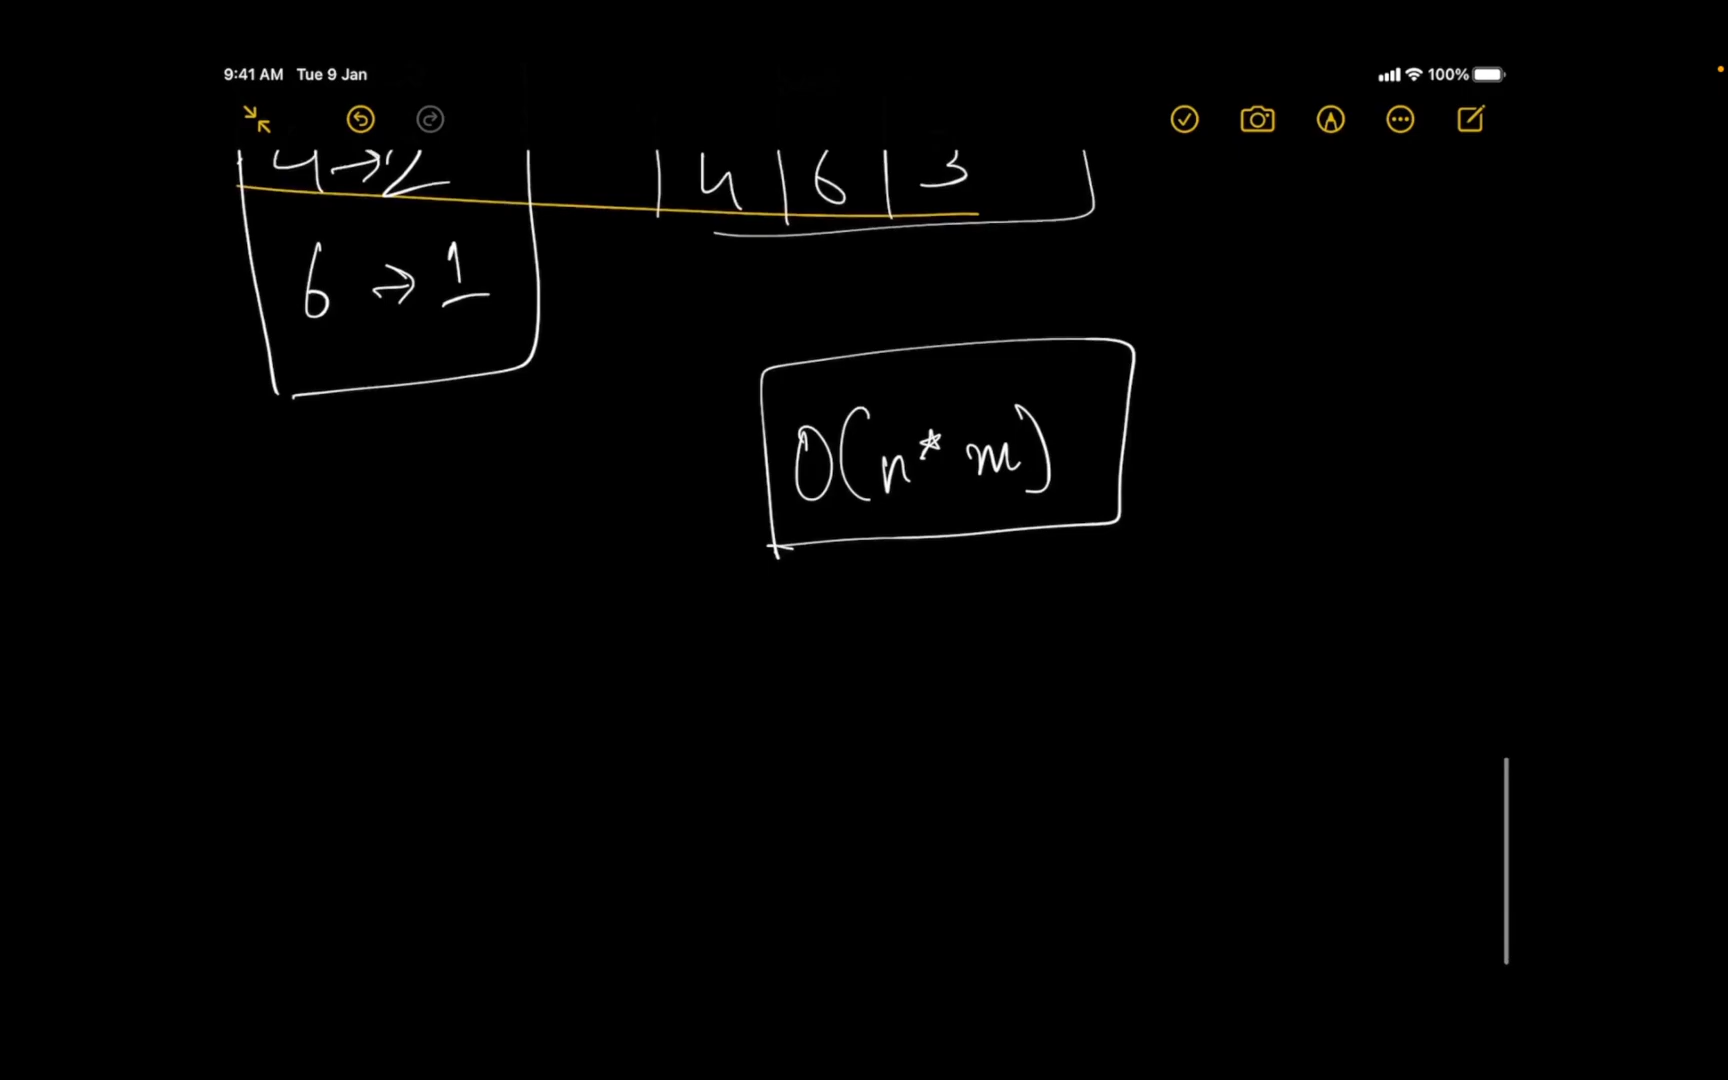 9:41 AM Tue 9 Jan
100%
4 → 2
4 | 6 | 3
6 ⇒ 1
O(n * m)